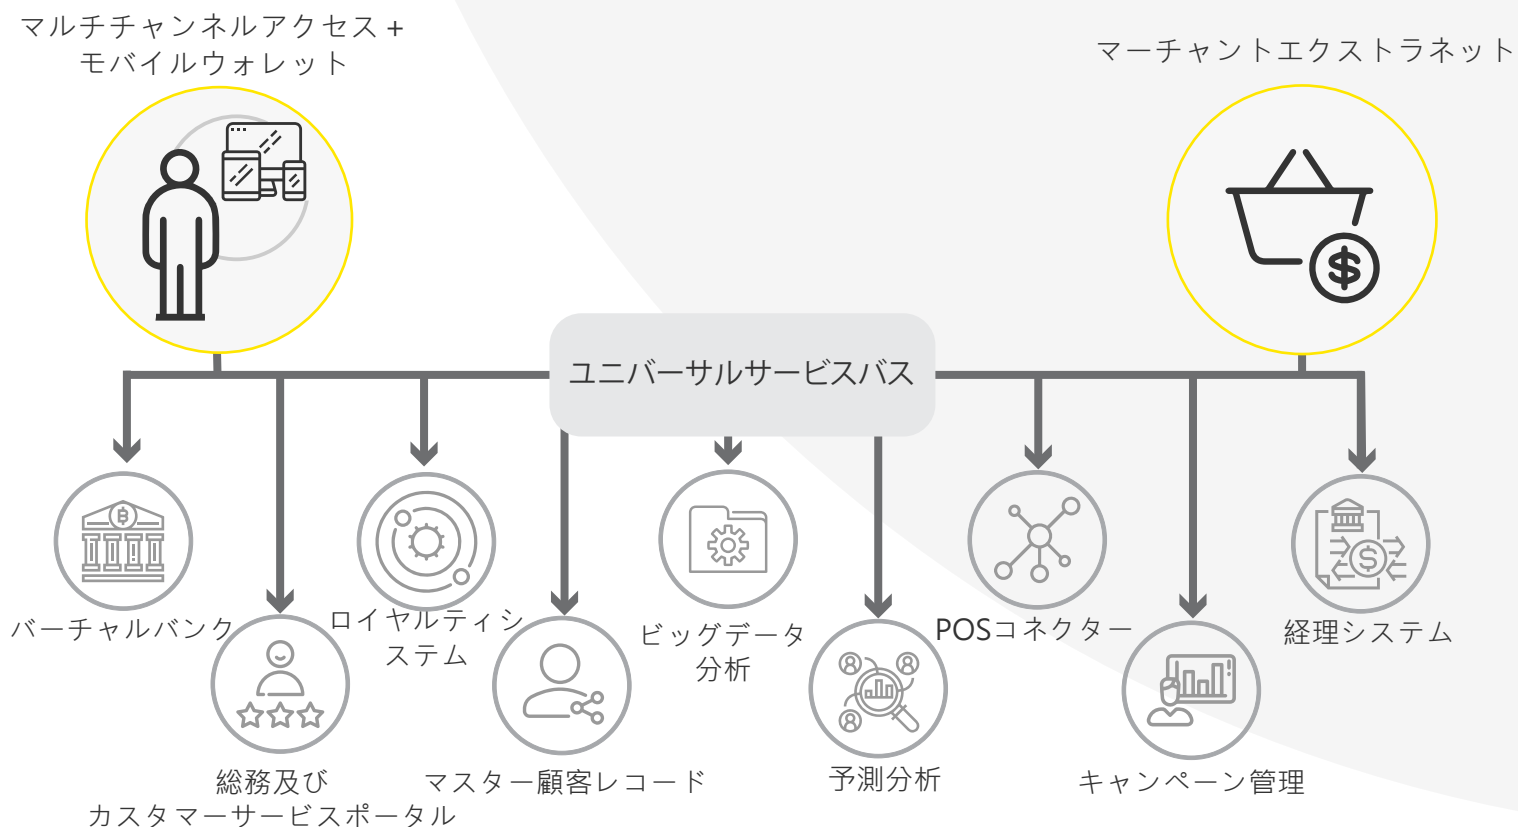 マルチチャンネルアクセス +
モバイルウォレット
マーチャントエクストラネット
ユニバーサルサービスバス
バーチャルバンク
ロイヤルティシ
ステム
ビッグデータ
分析
POSコネクター
経理システム
総務及び
カスタマーサービスポータル
マスター顧客レコード
予測分析
キャンペーン管理